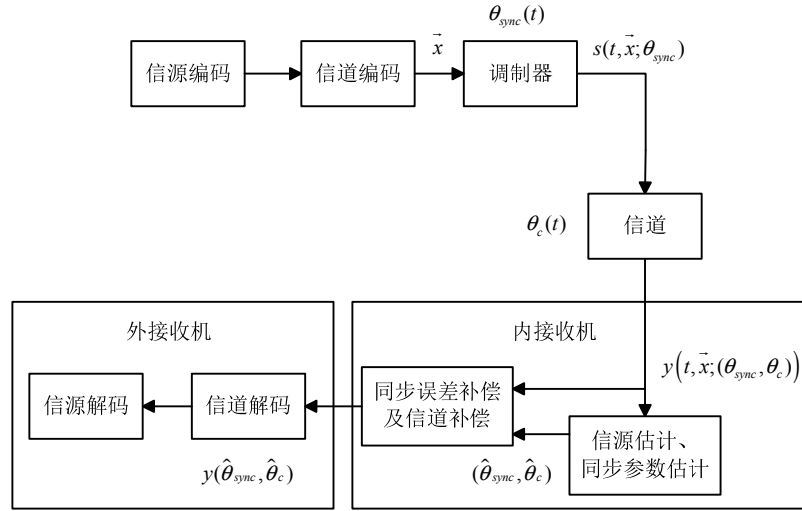 θ_sync(t)
信源编码
信道编码
x⃗
调制器
s(t,x⃗;θ_sync)
θ_c(t)
信道
外接收机
内接收机
y(t,x⃗;(θ_sync,θ_c))
信源解码
信道解码
同步误差补偿
及信道补偿
信源估计、
同步参数估计
y(θ̂_sync,θ̂_c)
(θ̂_sync,θ̂_c)